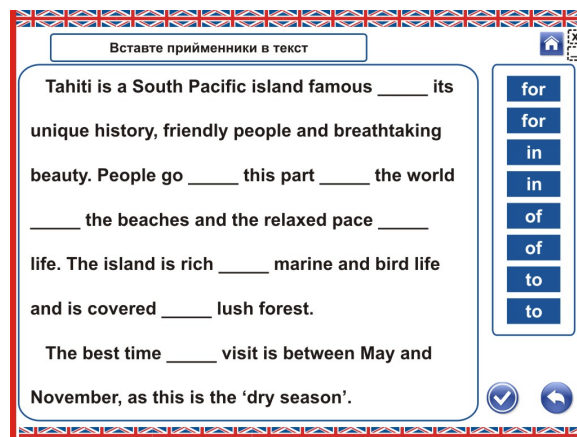 Вставте прийменники в текст
Tahiti is a South Pacific island famous _____ its
unique history, friendly people and breathtaking
beauty. People go _____ this part _____ the world
_____ the beaches and the relaxed pace _____
life. The island is rich _____ marine and bird life
and is covered _____ lush forest.
The best time _____ visit is between May and
November, as this is the ‘dry season’.
for
for
in
in
of
of
to
to